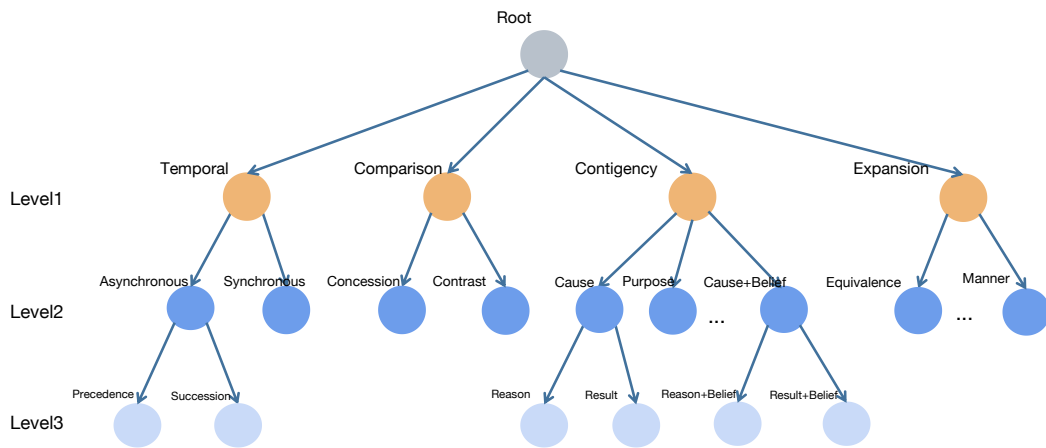 Root
Temporal
Comparison
Contigency
Expansion
Level1
Asynchronous
Synchronous
Concession
Contrast
Cause
Purpose
Cause+Belief
Equivalence
Manner
Level2
...
...
Precedence
Succession
Reason
Result
Reason+Belief
Result+Belief
Level3